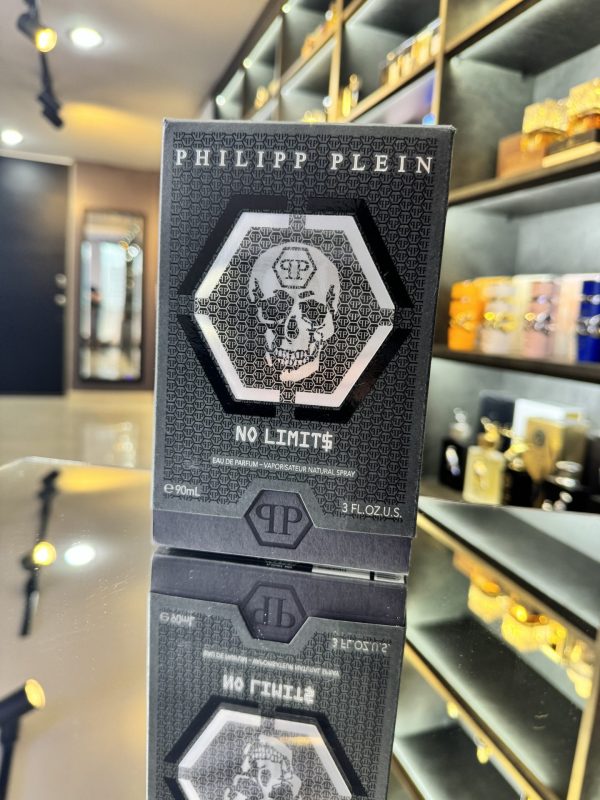 PHILIPP PLEIN
NO LIMIT$
EAU DE PARFUM - VAPORISATEUR NATURAL SPRAY
℮ 90mL
3 FL.OZ.U.S.